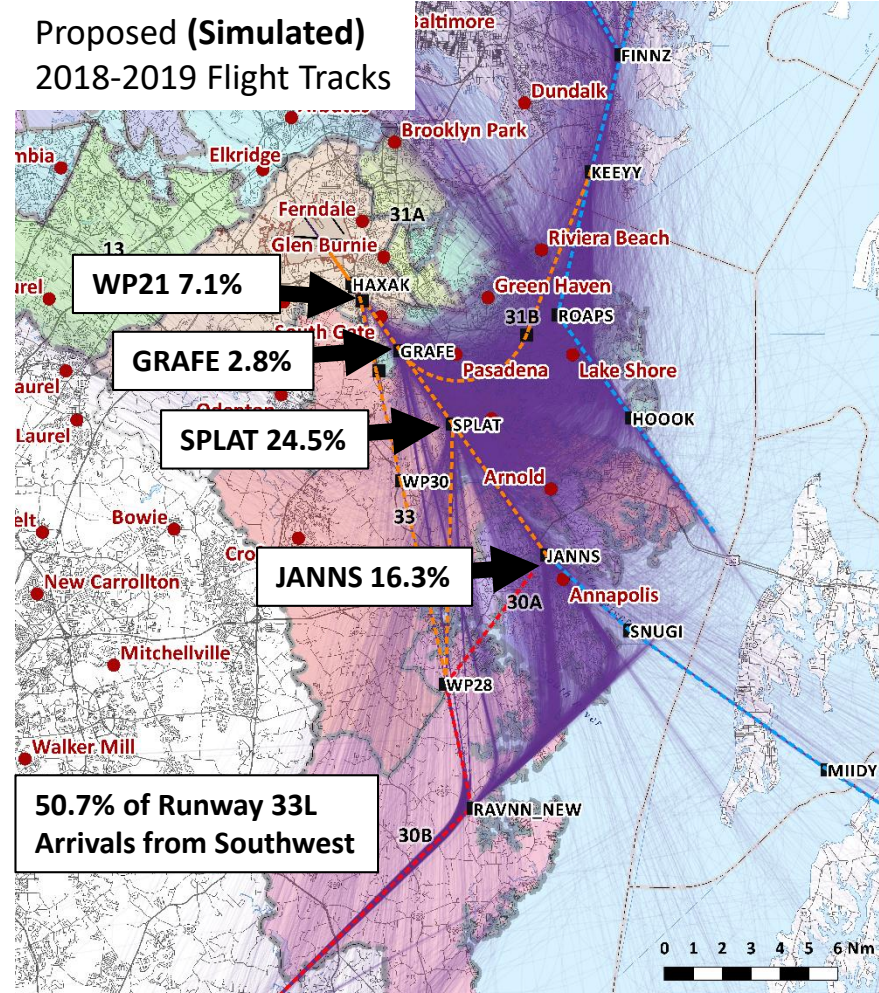 Proposed (Simulated)
2018-2019 Flight Tracks
Baltimore
FINNZ
Dundalk
Brooklyn Park
Elkridge
KEEYY
Ferndale
31A
Glen Burnie
Riviera Beach
13
WP21 7.1%
HAXAK
Green Haven
31B
ROAPS
South Gate
GRAFE 2.8%
GRAFE
Pasadena
Lake Shore
SPLAT 24.5%
SPLAT
HOOOK
Laurel
Arnold
WP30
33
Bowie
JANNS 16.3%
JANNS
New Carrollton
30A
Annapolis
SNUGI
Mitchellville
WP28
Walker Mill
MIIDY
50.7% of Runway 33L
Arrivals from Southwest
RAVNN_NEW
30B
0 1 2 3 4 5 6 Nm